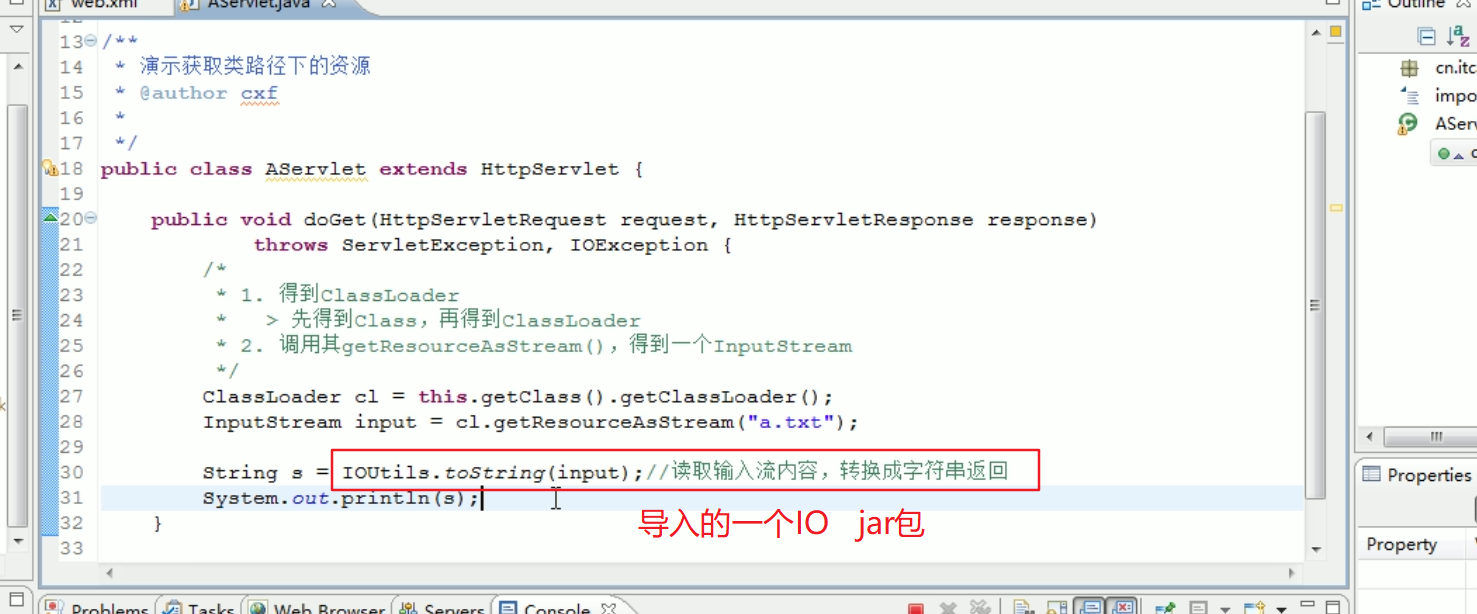 web.xml
AServlet.java
Outline
13 /**
14  * 演示获取类路径下的资源
15  * @author cxf
16  *
17  */
18 public class AServlet extends HttpServlet {
19
20     public void doGet(HttpServletRequest request, HttpServletResponse response)
21             throws ServletException, IOException {
22         /*
23          * 1. 得到ClassLoader
24          *   > 先得到Class，再得到ClassLoader
25          * 2. 调用其getResourceAsStream()，得到一个InputStream
26          */
27         ClassLoader cl = this.getClass().getClassLoader();
28         InputStream input = cl.getResourceAsStream("a.txt");
29
30         String s = IOUtils.toString(input);//读取输入流内容，转换成字符串返回
31         System.out.println(s);
32     }
33
导入的一个IO jar包
cn.itc
impo
AServ
Properties
Property
Problems
Tasks
Web Browser
Servers
Console